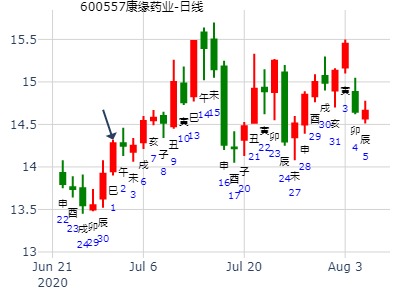 600557康缘药业-日线
15.5
15
14.5
14
13.5
13
申
22
酉
23
戌
24
卯
29
辰
30
巳
1
午
2
未
3
戌
6
亥
7
子
8
丑
9
寅
10
巳
13
午
14
未
15
申
16
酉
17
子
20
丑
21
寅
22
卯
23
辰
24
未
27
申
28
酉
29
戌
30
亥
31
寅
3
卯
4
辰
5
Jun 21
2020
Jul 6
Jul 20
Aug 3